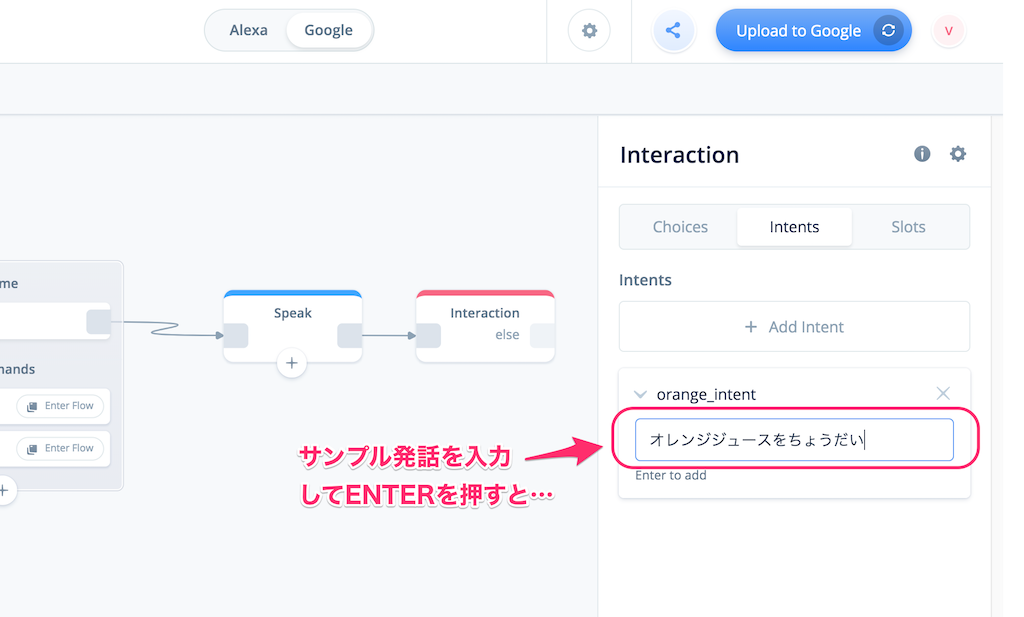 Alexa
Google
Upload to Google
V
me
Speak
Interaction
else
nands
Enter Flow
Enter Flow
サンプル発話を入力
してENTERを押すと…
Interaction
Choices
Intents
Slots
Intents
+ Add Intent
orange_intent
オレンジジュースをちょうだい
Enter to add